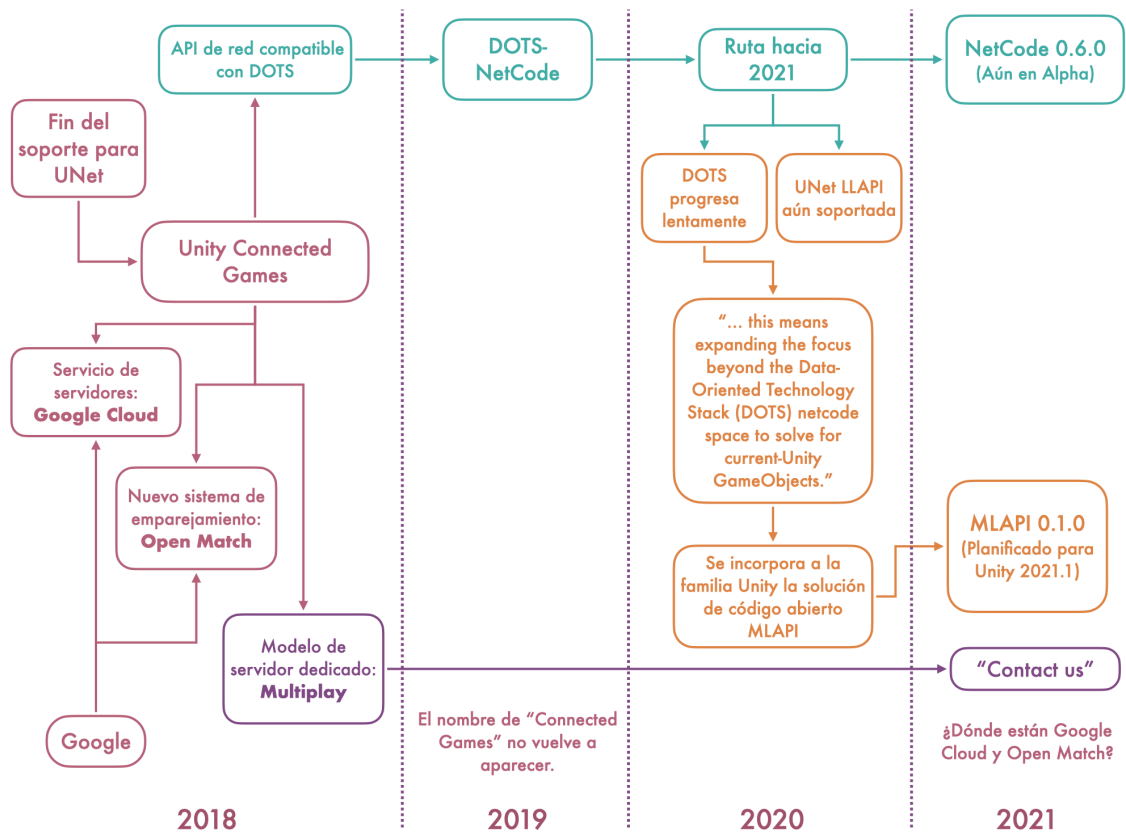 API de red compatible
con DOTS
DOTS-
NetCode
Ruta hacia
2021
NetCode 0.6.0
(Aún en Alpha)
Fin del
soporte para
UNet
DOTS
progresa
lentamente
UNet LLAPI
aún soportada
Unity Connected
Games
Servicio de
servidores:
Google Cloud
“... this means
expanding the focus
beyond the Data-
Oriented Technology
Stack (DOTS) netcode
space to solve for
current-Unity
GameObjects.”
Nuevo sistema de
emparejamiento:
Open Match
MLAPI 0.1.0
(Planificado para
Unity 2021.1)
Se incorpora a la
familia Unity la solución
de código abierto
MLAPI
Modelo de
servidor dedicado:
Multiplay
“Contact us”
Google
El nombre de “Connected
Games” no vuelve a
aparecer.
¿Dónde están Google
Cloud y Open Match?
2018
2019
2020
2021